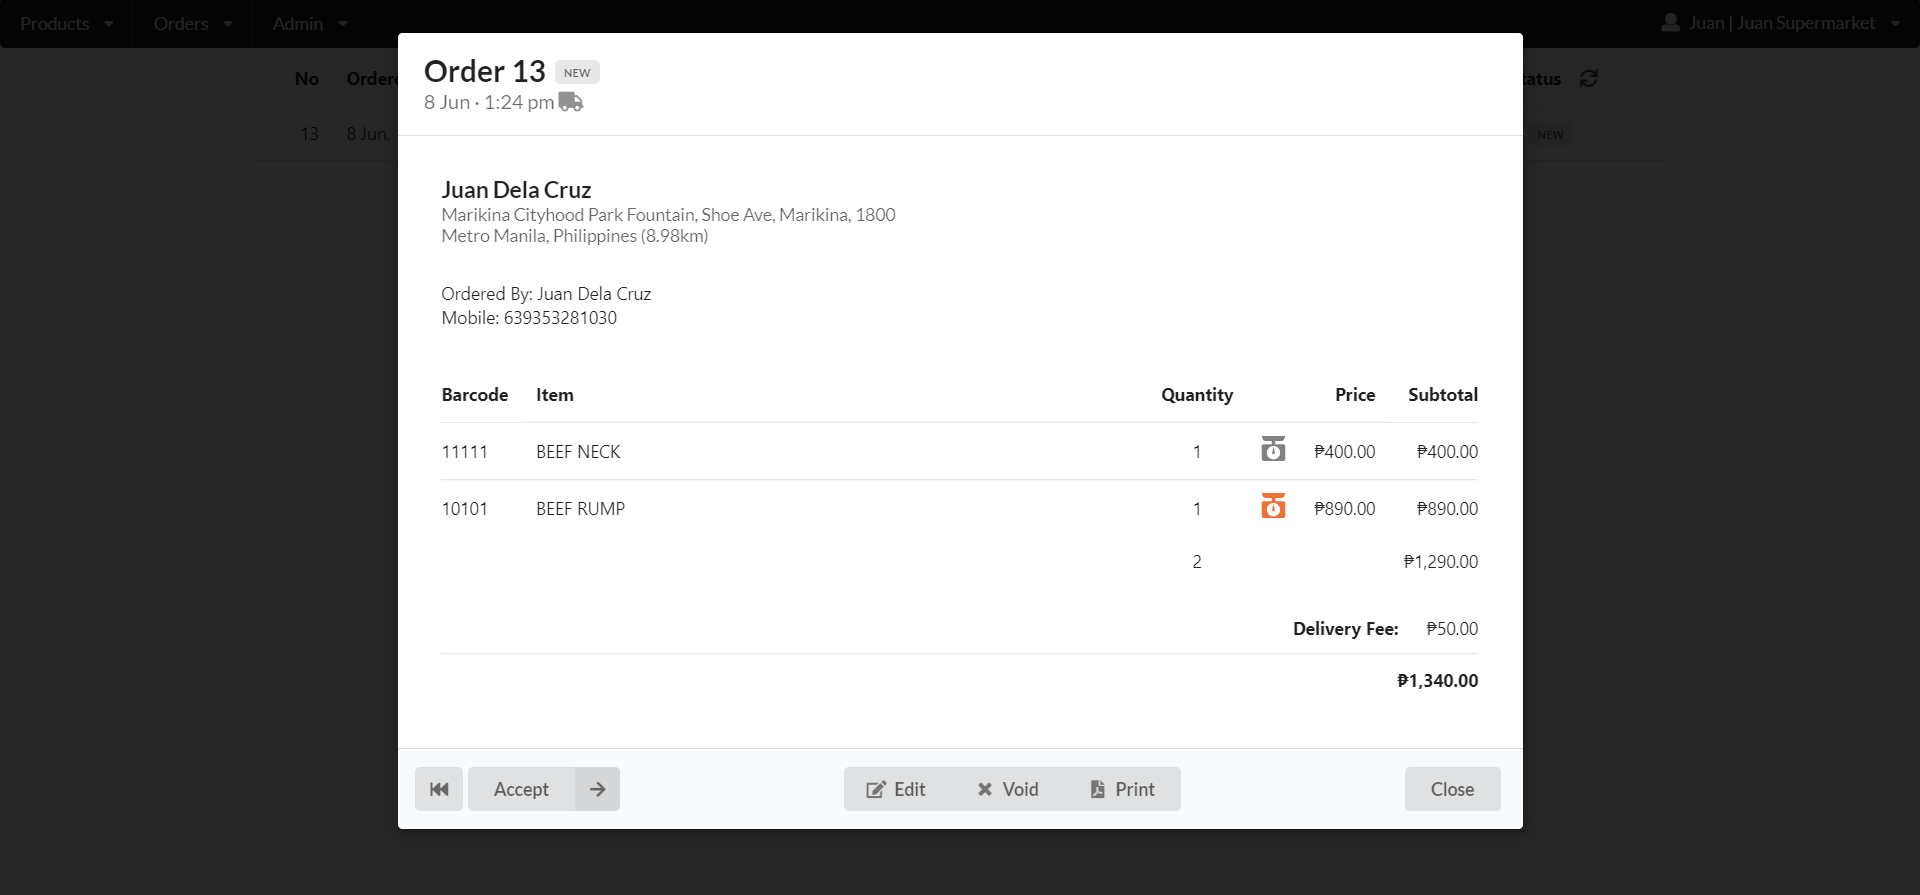 Products Orders Admin Juan | Juan Supermarket
No Ordere tatus
13 8 Jun, NEW
Order 13 NEW
8 Jun · 1:24 pm
Juan Dela Cruz
Marikina Cityhood Park Fountain, Shoe Ave, Marikina, 1800
Metro Manila, Philippines (8.98km)
Ordered By: Juan Dela Cruz
Mobile: 639353281030
Barcode Item Quantity Price Subtotal
11111 BEEF NECK 1 ₱400.00 ₱400.00
10101 BEEF RUMP 1 ₱890.00 ₱890.00
2 ₱1,290.00
Delivery Fee: ₱50.00
₱1,340.00
Accept Edit Void Print Close